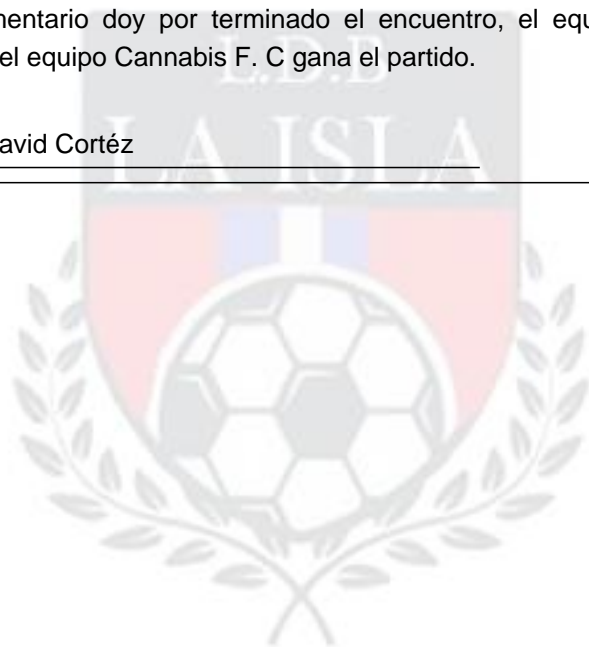 mentario doy por terminado el encuentro, el equ
el equipo Cannabis F. C gana el partido.
avid Cortéz
L.D.B
LA ISLA